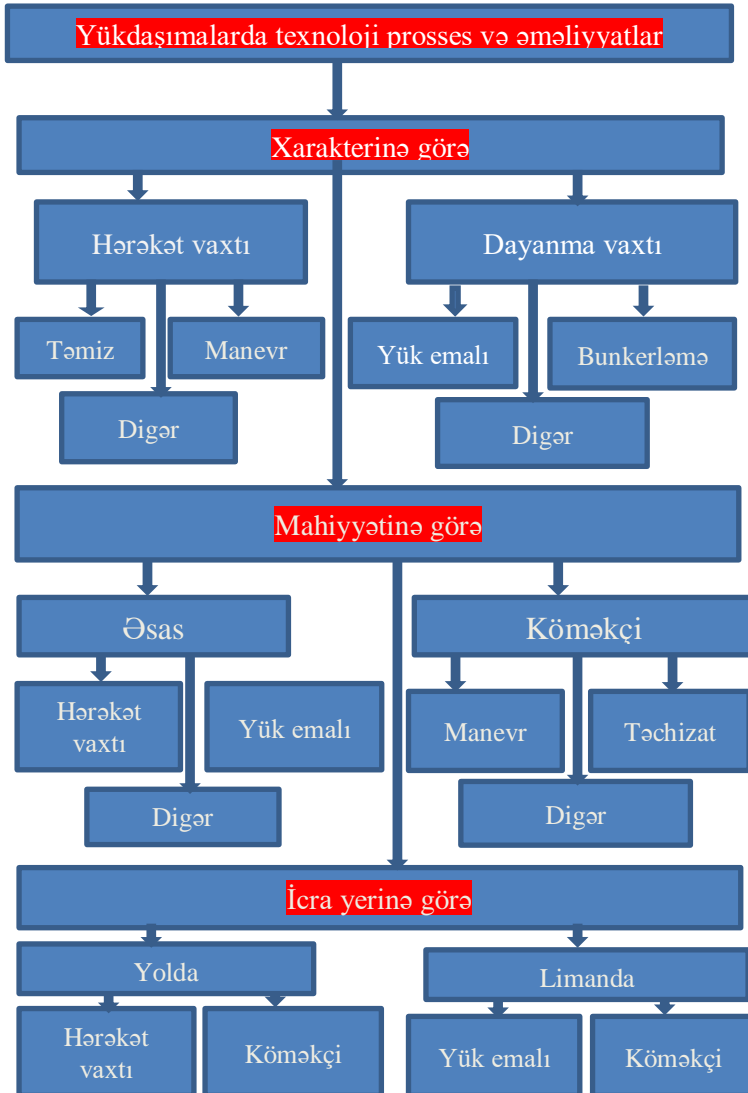 Yükdaşımalarda texnoloji prosses və əməliyyatlar
Xarakterinə görə
Hərəkət vaxtı
Dayanma vaxtı
Təmiz
Manevr
Yük emalı
Bunkerləmə
Digər
Digər
Mahiyyətinə görə
Əsas
Köməkçi
Hərəkət
vaxtı
Yük emalı
Manevr
Təchizat
Digər
Digər
İcra yerinə görə
Yolda
Limanda
Hərəkət
vaxtı
Köməkçi
Yük emalı
Köməkçi